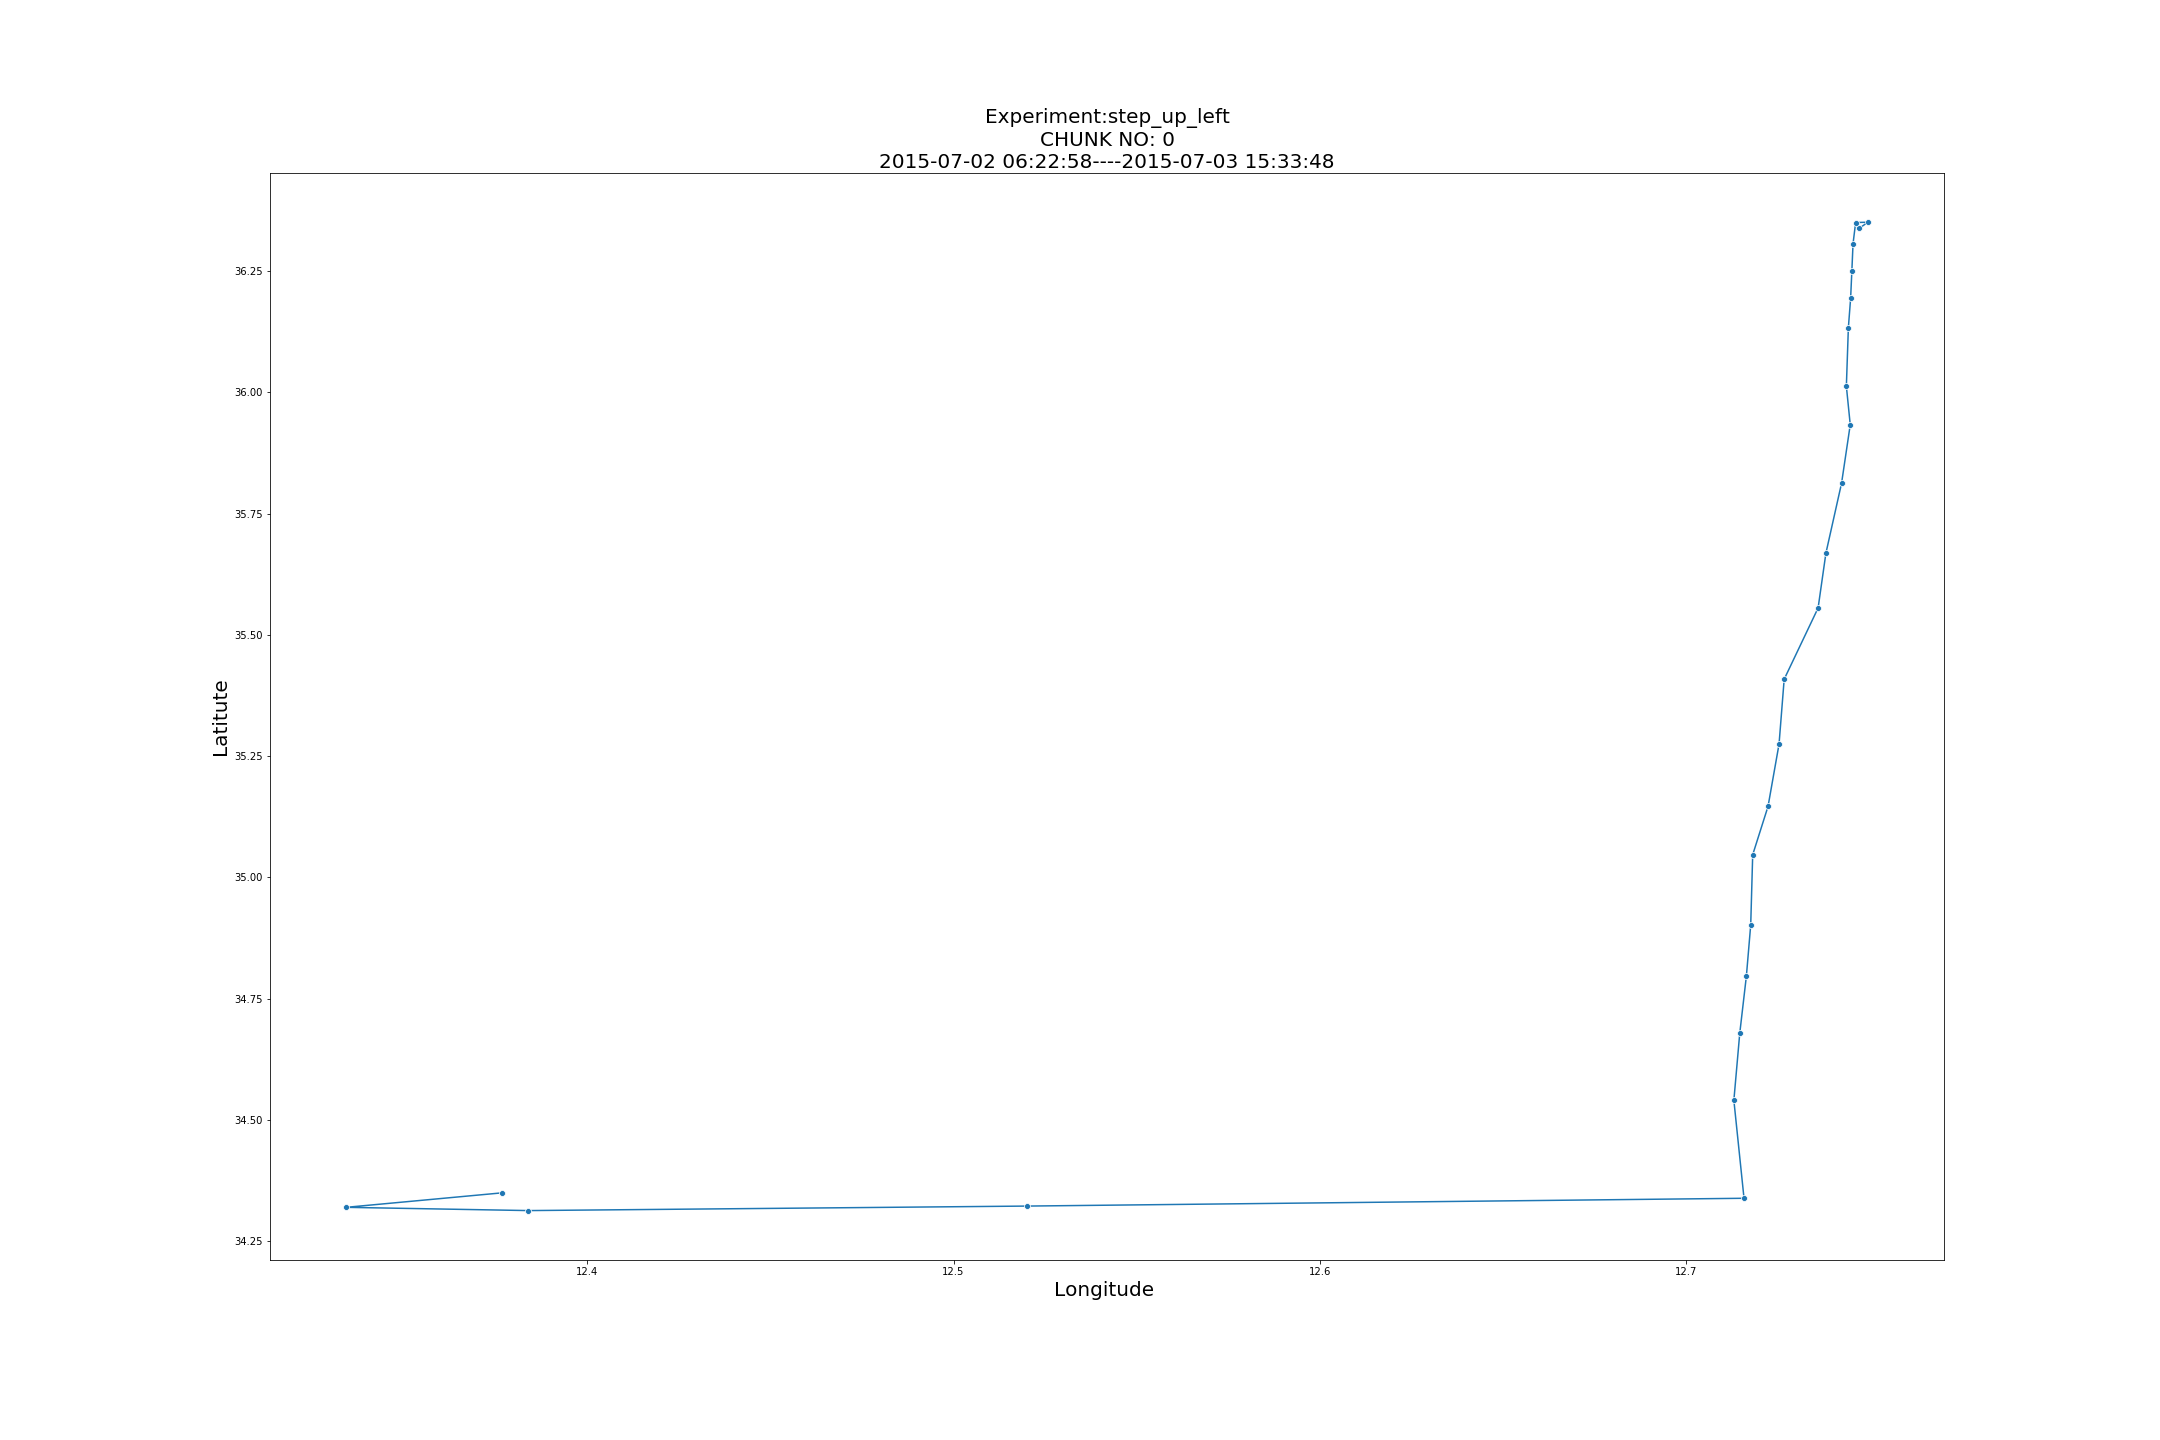 Experiment:step_up_left
CHUNK NO: 0
2015-07-02 06:22:58----2015-07-03 15:33:48
36.25
36.00
35.75
35.50
35.25
35.00
34.75
34.50
34.25
Latitute
12.4
12.5
12.6
12.7
Longitude